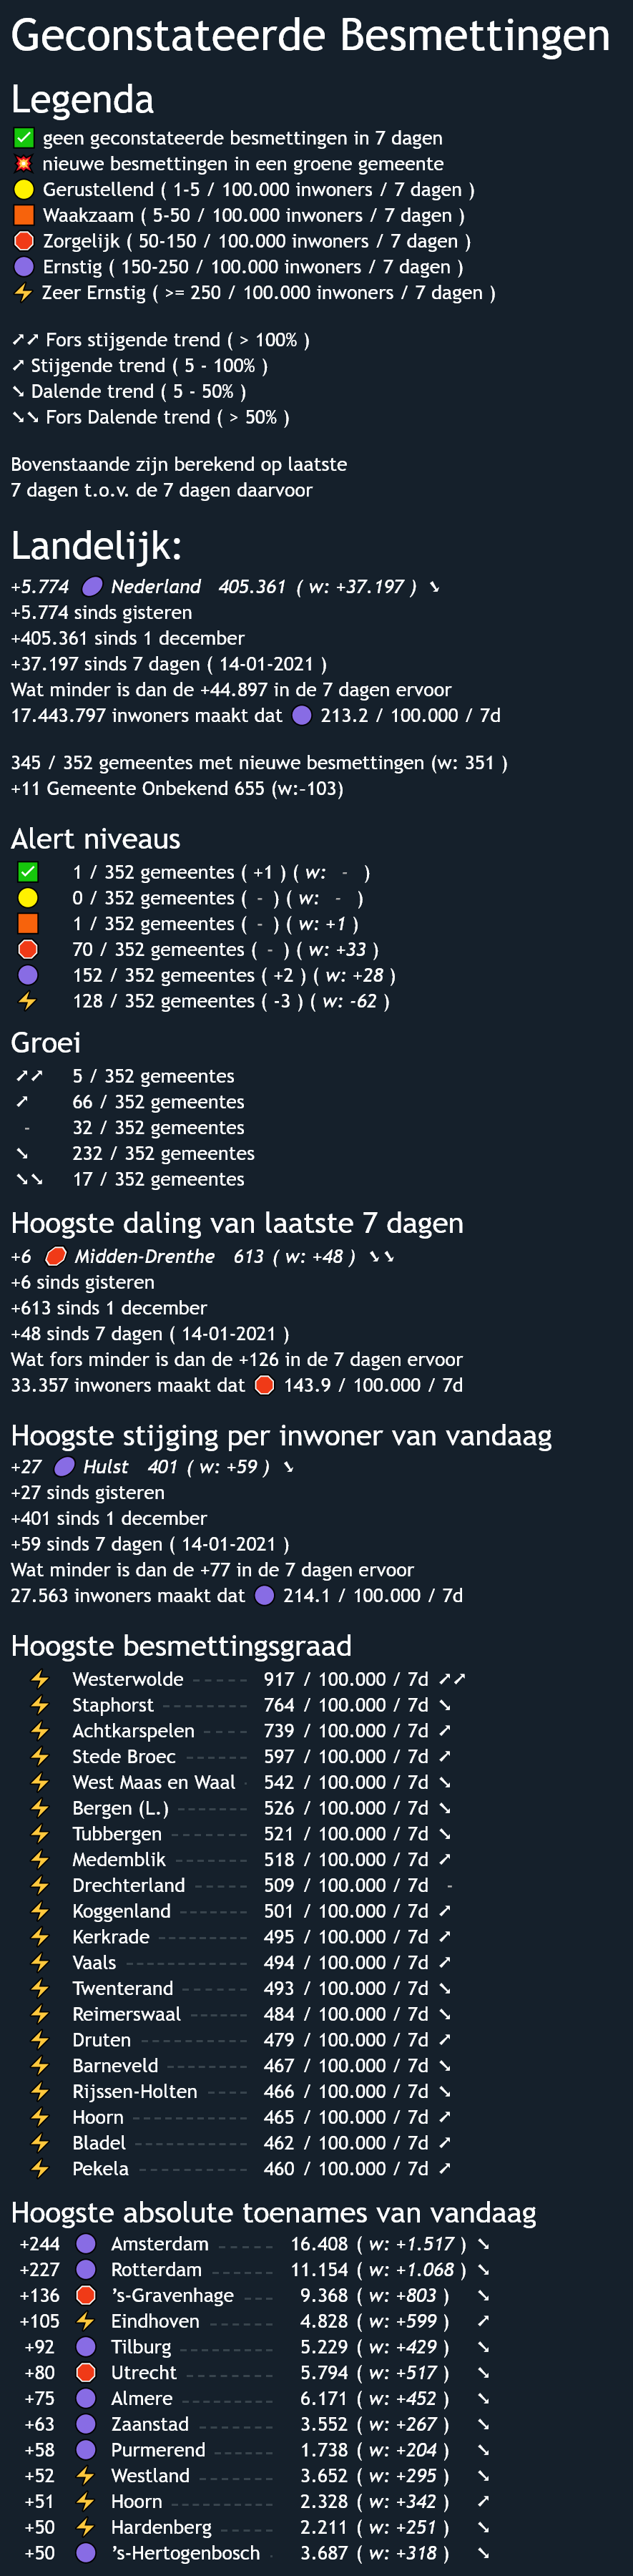 Geconstateerde Besmettingen
Legenda
✅ geen geconstateerde besmettingen in 7 dagen
💥 nieuwe besmettingen in een groene gemeente
🟡 Gerustellend ( 1-5 / 100.000 inwoners / 7 dagen )
🟧 Waakzaam ( 5-50 / 100.000 inwoners / 7 dagen )
🛑 Zorgelijk ( 50-150 / 100.000 inwoners / 7 dagen )
🟣 Ernstig ( 150-250 / 100.000 inwoners / 7 dagen )
⚡ Zeer Ernstig ( >= 250 / 100.000 inwoners / 7 dagen )
➚➚ Fors stijgende trend ( > 100% )
➚ Stijgende trend ( 5 - 100% )
➘ Dalende trend ( 5 - 50% )
➘➘ Fors Dalende trend ( > 50% )
Bovenstaande zijn berekend op laatste
7 dagen t.o.v. de 7 dagen daarvoor
Landelijk:
+5.774 🟣 Nederland 405.361 ( w: +37.197 ) ➘
+5.774 sinds gisteren
+405.361 sinds 1 december
+37.197 sinds 7 dagen ( 14-01-2021 )
Wat minder is dan de +44.897 in de 7 dagen ervoor
17.443.797 inwoners maakt dat 🟣 213.2 / 100.000 / 7d
345 / 352 gemeentes met nieuwe besmettingen (w: 351 )
+11 Gemeente Onbekend 655 (w:-103)
Alert niveaus
✅ 1 / 352 gemeentes ( +1 ) ( w: - )
🟡 0 / 352 gemeentes ( - ) ( w: - )
🟧 1 / 352 gemeentes ( - ) ( w: +1 )
🛑 70 / 352 gemeentes ( - ) ( w: +33 )
🟣 152 / 352 gemeentes ( +2 ) ( w: +28 )
⚡ 128 / 352 gemeentes ( -3 ) ( w: -62 )
Groei
➚➚ 5 / 352 gemeentes
➚ 66 / 352 gemeentes
- 32 / 352 gemeentes
➘ 232 / 352 gemeentes
➘➘ 17 / 352 gemeentes
Hoogste daling van laatste 7 dagen
+6 🛑 Midden-Drenthe 613 ( w: +48 ) ➘➘
+6 sinds gisteren
+613 sinds 1 december
+48 sinds 7 dagen ( 14-01-2021 )
Wat fors minder is dan de +126 in de 7 dagen ervoor
33.357 inwoners maakt dat 🛑 143.9 / 100.000 / 7d
Hoogste stijging per inwoner van vandaag
+27 🟣 Hulst 401 ( w: +59 ) ➘
+27 sinds gisteren
+401 sinds 1 december
+59 sinds 7 dagen ( 14-01-2021 )
Wat minder is dan de +77 in de 7 dagen ervoor
27.563 inwoners maakt dat 🟣 214.1 / 100.000 / 7d
Hoogste besmettingsgraad
⚡ Westerwolde ------ 917 / 100.000 / 7d ➚➚
⚡ Staphorst --------- 764 / 100.000 / 7d ➘
⚡ Achtkarspelen ----- 739 / 100.000 / 7d ➚
⚡ Stede Broec ------- 597 / 100.000 / 7d ➚
⚡ West Maas en Waal - 542 / 100.000 / 7d ➘
⚡ Bergen (L.) -------- 526 / 100.000 / 7d ➘
⚡ Tubbergen --------- 521 / 100.000 / 7d ➘
⚡ Medemblik -------- 518 / 100.000 / 7d ➚
⚡ Drechterland ------ 509 / 100.000 / 7d -
⚡ Koggenland -------- 501 / 100.000 / 7d ➚
⚡ Kerkrade ---------- 495 / 100.000 / 7d ➚
⚡ Vaals -------------- 494 / 100.000 / 7d ➚
⚡ Twenterand ------- 493 / 100.000 / 7d ➘
⚡ Reimerswaal ------ 484 / 100.000 / 7d ➘
⚡ Druten ------------ 479 / 100.000 / 7d ➚
⚡ Barneveld --------- 467 / 100.000 / 7d ➘
⚡ Rijssen-Holten ----- 466 / 100.000 / 7d ➘
⚡ Hoorn ------------- 465 / 100.000 / 7d ➚
⚡ Bladel ------------- 462 / 100.000 / 7d ➚
⚡ Pekela ------------ 460 / 100.000 / 7d ➚
Hoogste absolute toenames van vandaag
+244 🟣 Amsterdam ------ 16.408 ( w: +1.517 ) ➘
+227 🟣 Rotterdam ------- 11.154 ( w: +1.068 ) ➘
+136 🛑 's-Gravenhage ---- 9.368 ( w: +803 ) ➘
+105 ⚡ Eindhoven -------- 4.828 ( w: +599 ) ➚
+92 🟣 Tilburg ----------- 5.229 ( w: +429 ) ➘
+80 🛑 Utrecht ---------- 5.794 ( w: +517 ) ➘
+75 🟣 Almere ----------- 6.171 ( w: +452 ) ➘
+63 🟣 Zaanstad --------- 3.552 ( w: +267 ) ➘
+58 🟣 Purmerend ------- 1.738 ( w: +204 ) ➘
+52 ⚡ Westland --------- 3.652 ( w: +295 ) ➘
+51 ⚡ Hoorn ------------ 2.328 ( w: +342 ) ➚
+50 ⚡ Hardenberg ------ 2.211 ( w: +251 ) ➘
+50 🟣 's-Hertogenbosch - 3.687 ( w: +318 ) ➘